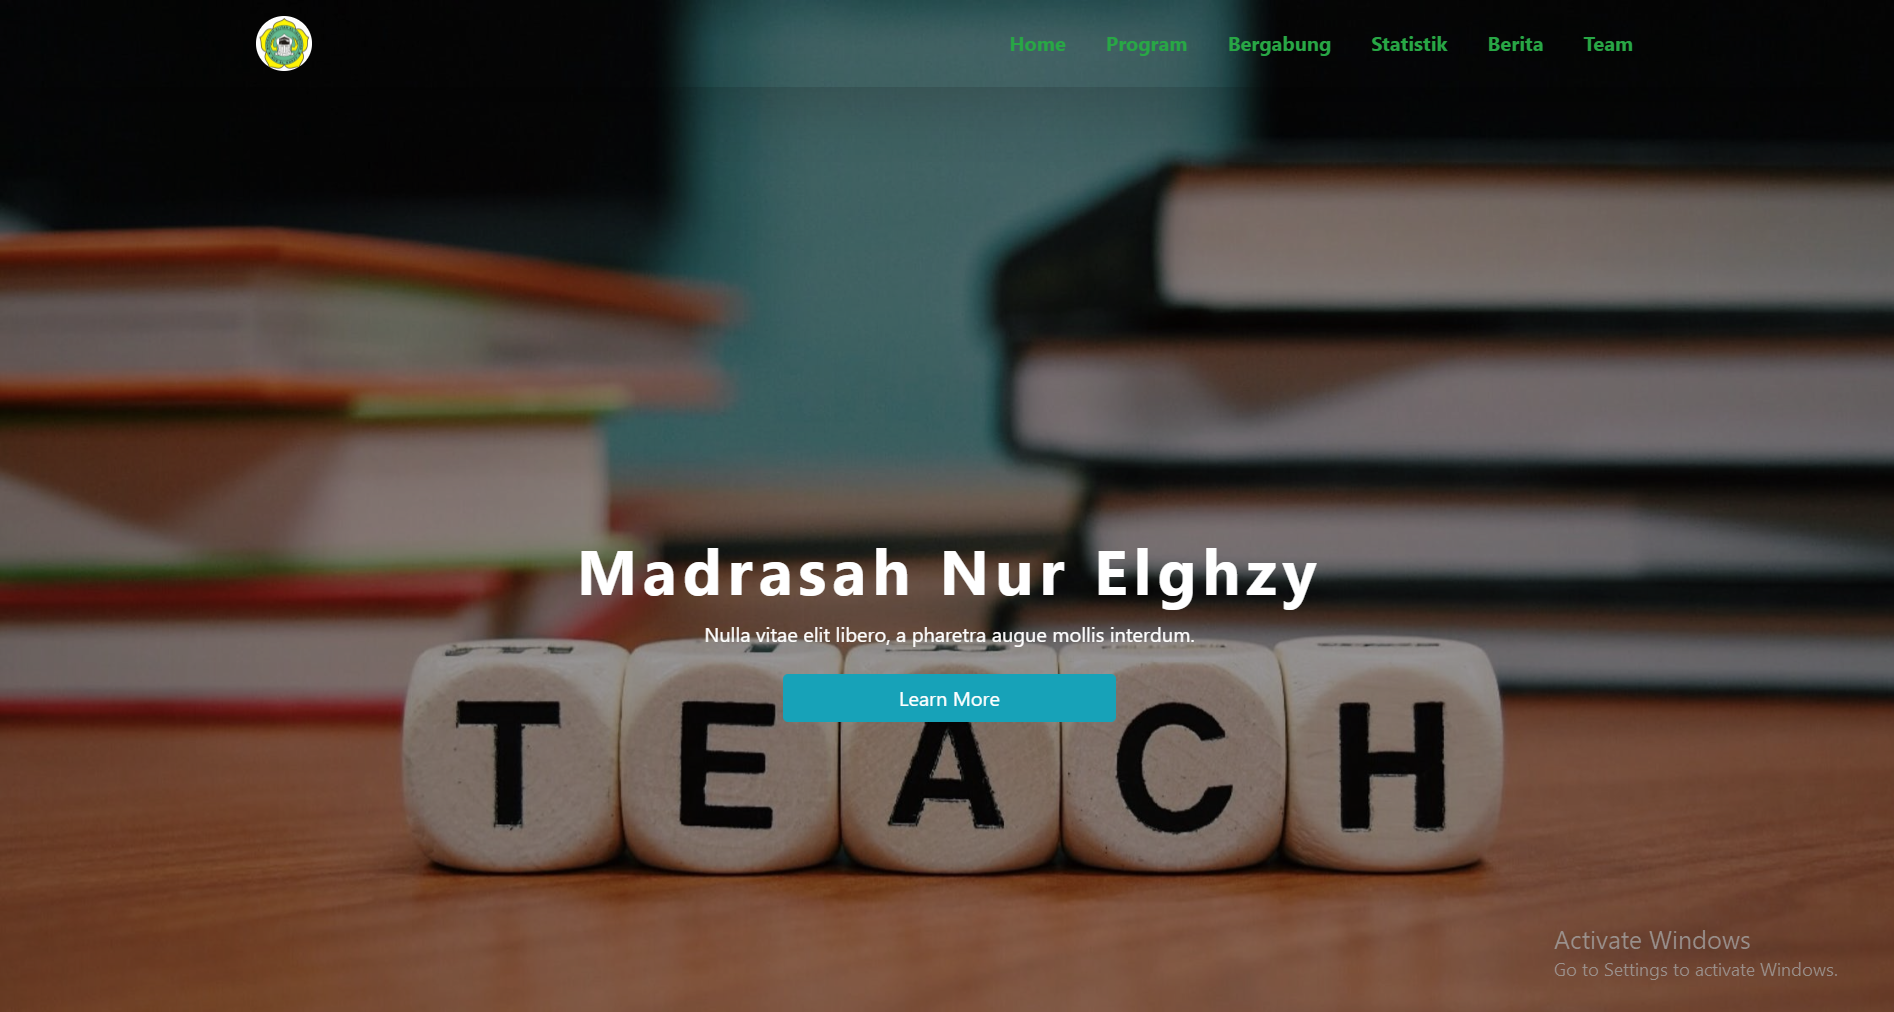 Home Program Bergabung Statistik Berita Team
Madrasah Nur Elghzy
Nulla vitae elit libero, a pharetra augue mollis interdum.
Learn More
TEACH
Activate Windows
Go to Settings to activate Windows.